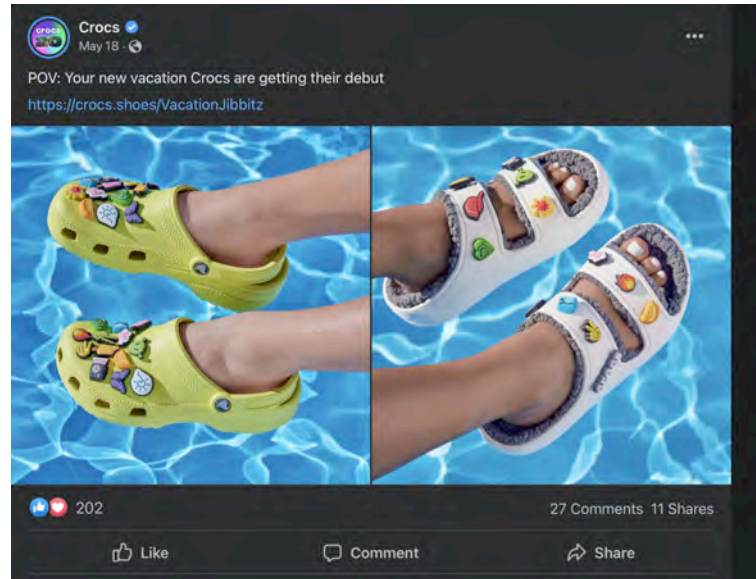 crocs
Crocs
May 18 ·
POV: Your new vacation Crocs are getting their debut
https://crocs.shoes/VacationJibbitz
202
27 Comments 11 Shares
Like
Comment
Share